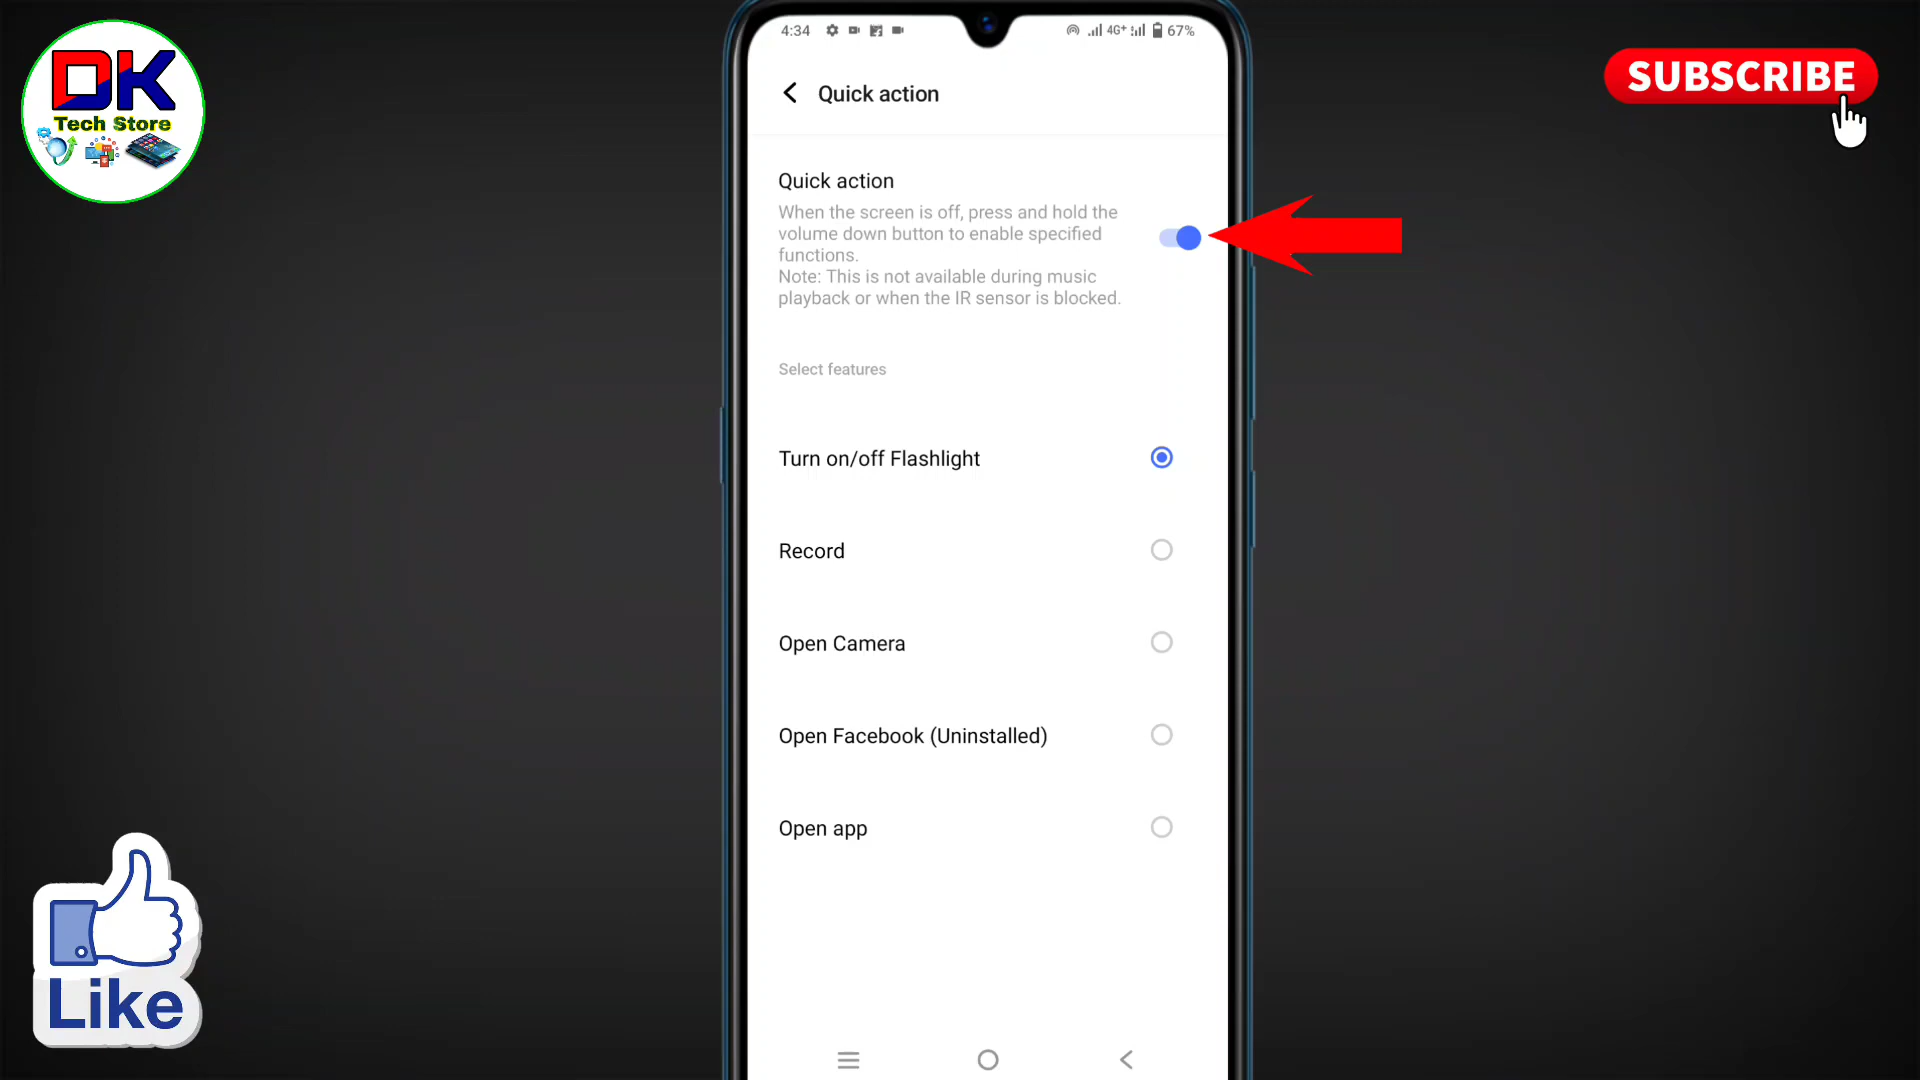 DK
Tech Store
SUBSCRIBE
4:34
4G+
67%
Quick action
Quick action
When the screen is off, press and hold the
volume down button to enable specified
functions.
Note: This is not available during music
playback or when the IR sensor is blocked.
Select features
Turn on/off Flashlight
Record
Open Camera
Open Facebook (Uninstalled)
Open app
Like